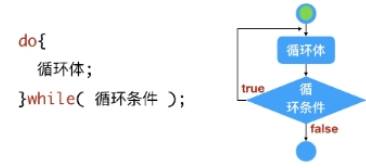 do{
循环体;
}while( 循环条件 );
循环体
true
循
环条件
false